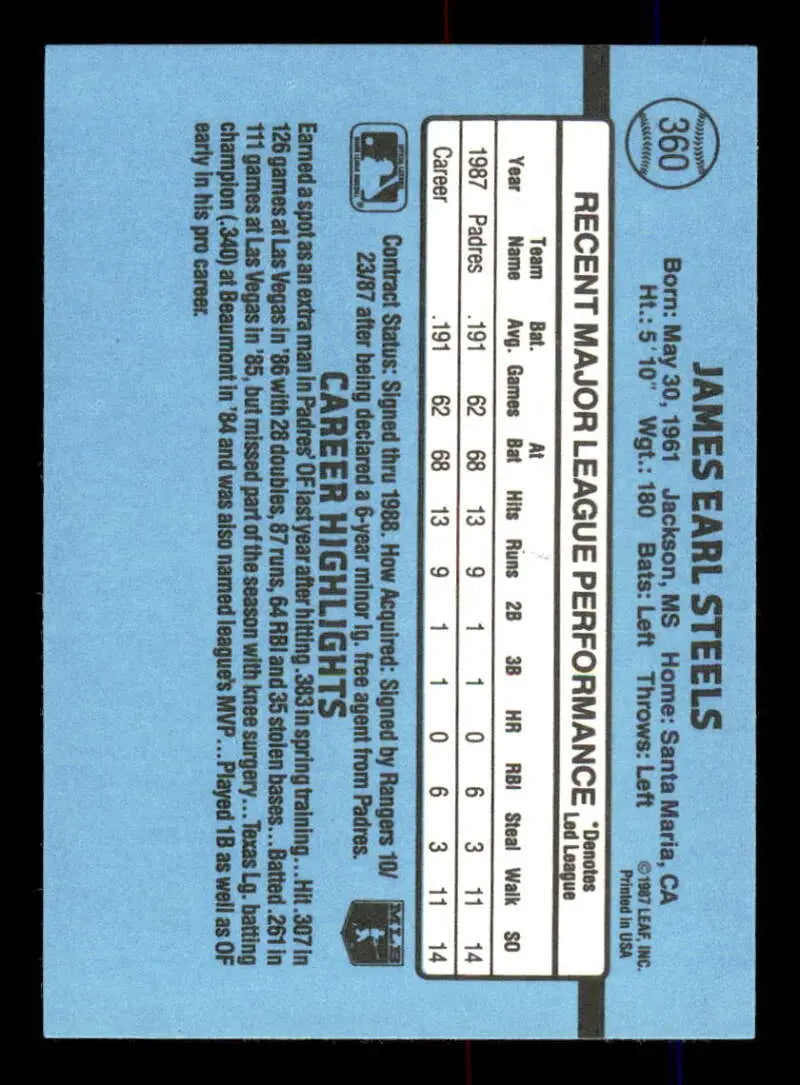 360
JAMES EARL STEELS
Born: May 30, 1961 Jackson, MS Home: Santa Maria, CA
Ht.: 5'10" Wgt.: 180 Bats: Left Throws: Left
©1987 LEAF, INC.
Printed in USA
RECENT MAJOR LEAGUE PERFORMANCE *Denotes Led League
Year Team Name Bat. Avg. Games At Bat Hits Runs 2B 3B HR RBI Steal Walk SO
1987 Padres .191 62 68 13 9 1 1 0 6 3 11 14
Career .191 62 68 13 9 1 1 0 6 3 11 14
Contract Status: Signed thru 1988. How Acquired: Signed by Rangers 10/
23/87 after being declared a 6-year minor lg. free agent from Padres.
MLB
CAREER HIGHLIGHTS
Earned a spot as an extra man in Padres' OF last year after hitting .383 in spring training...Hit .307 in
126 games at Las Vegas in '86 with 28 doubles, 87 runs, 64 RBI and 35 stolen bases...Batted .261 in
111 games at Las Vegas in '85, but missed part of the season with knee surgery...Texas Lg. batting
champion (.340) at Beaumont in '84 and was also named league's MVP...Played 1B as well as OF
early in his pro career.